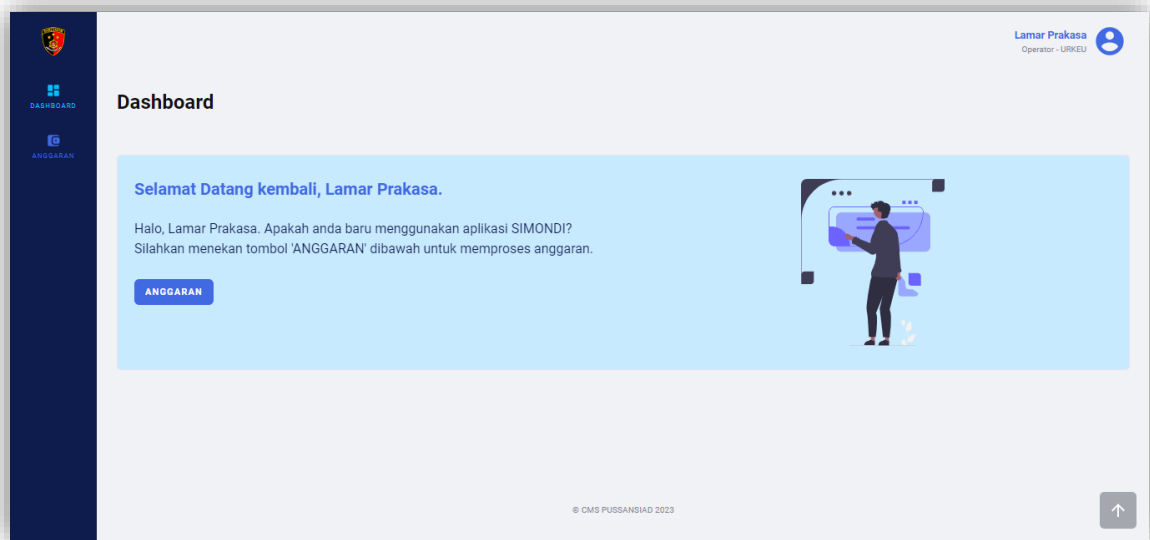 Lamar Prakasa
Operator - URKEU
DASHBOARD
ANGGARAN
Dashboard
Selamat Datang kembali, Lamar Prakasa.
Halo, Lamar Prakasa. Apakah anda baru menggunakan aplikasi SIMONDI?
Silahkan menekan tombol 'ANGGARAN' dibawah untuk memproses anggaran.
ANGGARAN
© CMS PUSSANSIAD 2023